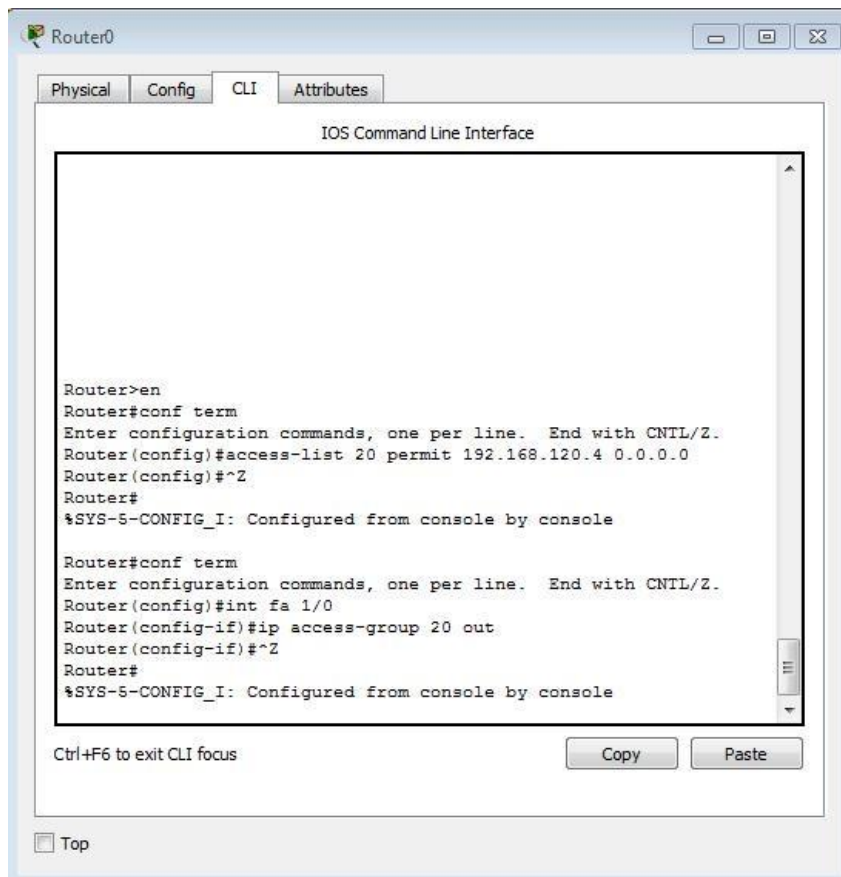 Router0
Physical Config CLI Attributes
IOS Command Line Interface
Router>en
Router#conf term
Enter configuration commands, one per line.  End with CNTL/Z.
Router(config)#access-list 20 permit 192.168.120.4 0.0.0.0
Router(config)#^Z
Router#
%SYS-5-CONFIG_I: Configured from console by console
Router#conf term
Enter configuration commands, one per line.  End with CNTL/Z.
Router(config)#int fa 1/0
Router(config-if)#ip access-group 20 out
Router(config-if)#^Z
Router#
%SYS-5-CONFIG_I: Configured from console by console
Ctrl+F6 to exit CLI focus
Copy Paste
Top